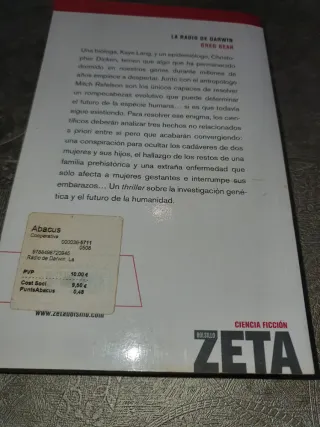 LA RADIO DE DARWIN
GREG BEAR
Una bióloga, Kaye Lang, y un epidemiólogo, Christo-
pher Dicken, temen que algo que ha permanecido
dormido en nuestros genes durante millones de
años empiece a despertar. Junto con el antropólogo
Mitch Rafelson son los únicos capaces de resolver
un rompecabezas evolutivo que puede determinar
el futuro de la especie humana... si es que todavía
sigue existiendo. Para resolver ese enigma, los cien-
tíficos deberán analizar tres hechos no relacionados
a priori entre sí pero que acabarán convergiendo:
una conspiración para ocultar los cadáveres de dos
mujeres y sus hijos, el hallazgo de los restos de una
familia prehistórica y una extraña enfermedad que
sólo afecta a mujeres gestantes e interrumpe sus
embarazos... Un thriller sobre la investigación gené-
tica y el futuro de la humanidad.
Abacus
Cooperativa
0508
Radio de Darwin, La
PVP 10,00 €
Cost Soci. 9,50 €
PuntsAbacus 0,48
www.zetabolsillo.com
CIENCIA FICCIÓN
BOLSILLO
ZETA